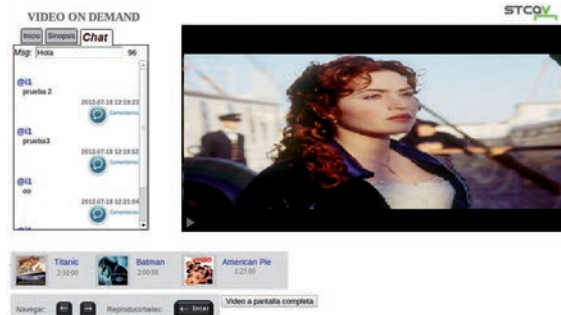 VIDEO ON DEMAND
STCAV
Inicio Sinopsis Chat
Msg: Hola 96
@i1
prueba 2
2012-07-18 12:19:23
Comentarios
@i1
prueba3
2012-07-18 12:19:52
Comentarios
@i1
oo
2012-07-18 12:21:04
Comentarios
@i1
Titanic
2:30:00
Batman
2:00:00
American Pie
1:25:00
Navegar: ← → Reproducir/selec: Enter
Video a pantalla completa